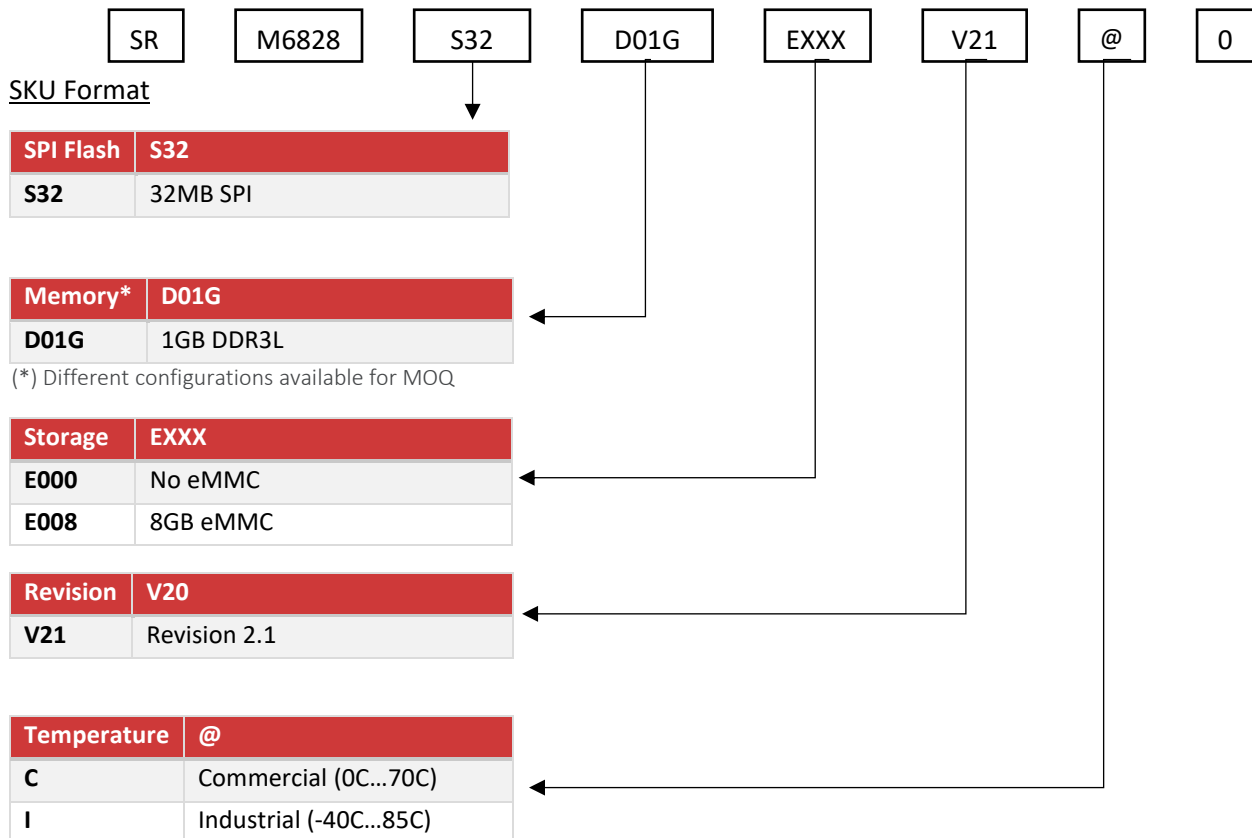 SR M6828 S32 D01G EXXX V21 @ 0
SKU Format
SPI Flash S32
S32 32MB SPI
Memory* D01G
D01G 1GB DDR3L
(*) Different configurations available for MOQ
Storage EXXX
E000 No eMMC
E008 8GB eMMC
Revision V20
V21 Revision 2.1
Temperature @
C Commercial (0C...70C)
I Industrial (-40C...85C)